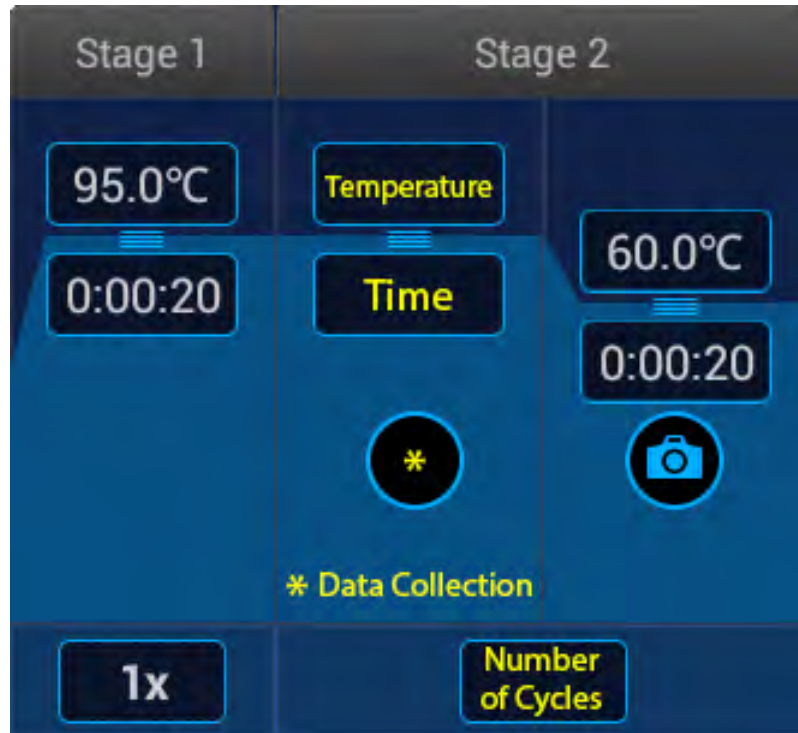 Stage 1
Stage 2
95.0°C
0:00:20
Temperature
Time
60.0°C
0:00:20
*
* Data Collection
1x
Number
of Cycles